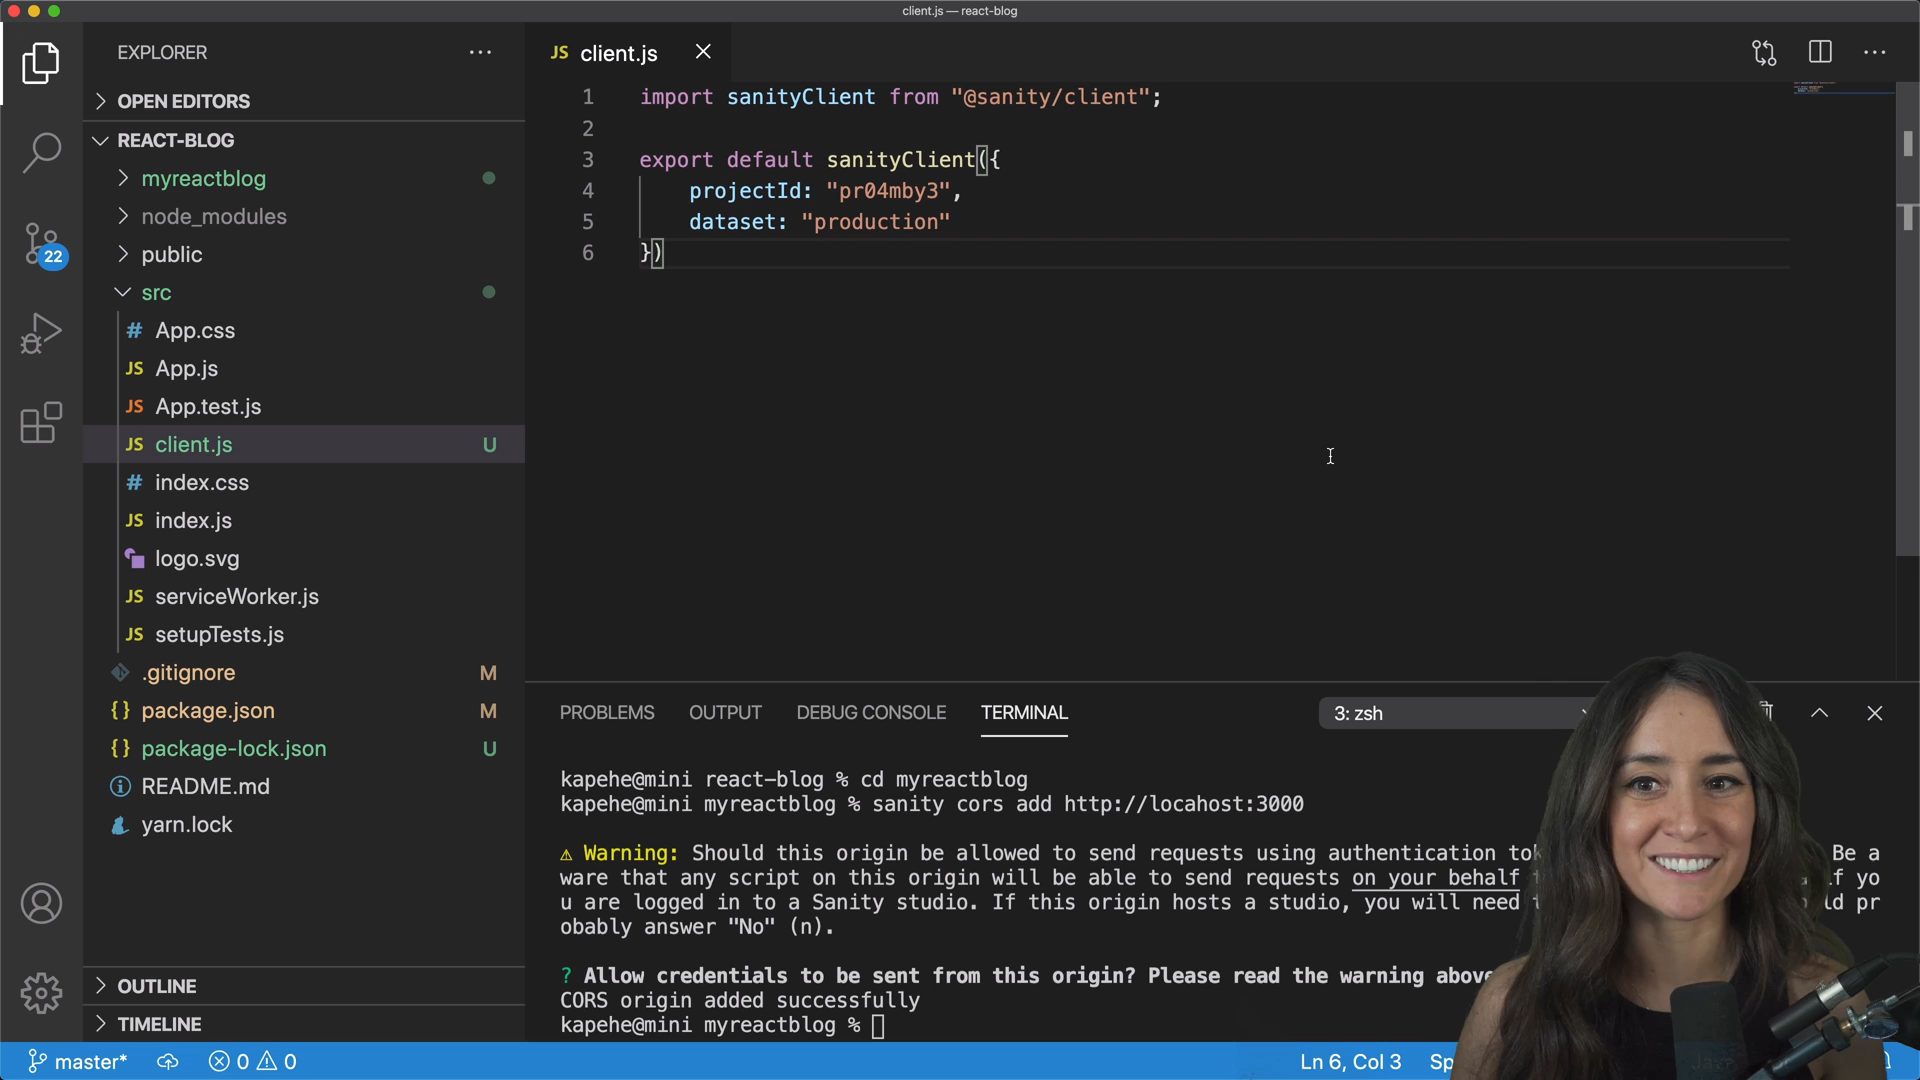 client.js — react-blog
EXPLORER
OPEN EDITORS
REACT-BLOG
myreactblog
node_modules
public
src
# App.css
JS App.js
JS App.test.js
JS client.js U
# index.css
JS index.js
logo.svg
JS serviceWorker.js
JS setupTests.js
.gitignore M
{} package.json M
{} package-lock.json U
README.md
yarn.lock
OUTLINE
TIMELINE
22
JS client.js
1 import sanityClient from "@sanity/client";
2
3 export default sanityClient({
4 projectId: "pr04mby3",
5 dataset: "production"
6 })
PROBLEMS OUTPUT DEBUG CONSOLE TERMINAL 3: zsh
kapehe@mini react-blog % cd myreactblog
kapehe@mini myreactblog % sanity cors add http://locahost:3000
⚠ Warning: Should this origin be allowed to send requests using authentication Be a
ware that any script on this origin will be able to send requests on your behalf if yo
u are logged in to a Sanity studio. If this origin hosts a studio, you will need pr
obably answer "No" (n).
? Allow credentials to be sent from this origin? Please read the warning above
CORS origin added successfully
kapehe@mini myreactblog %
master* 0 0 Ln 6, Col 3